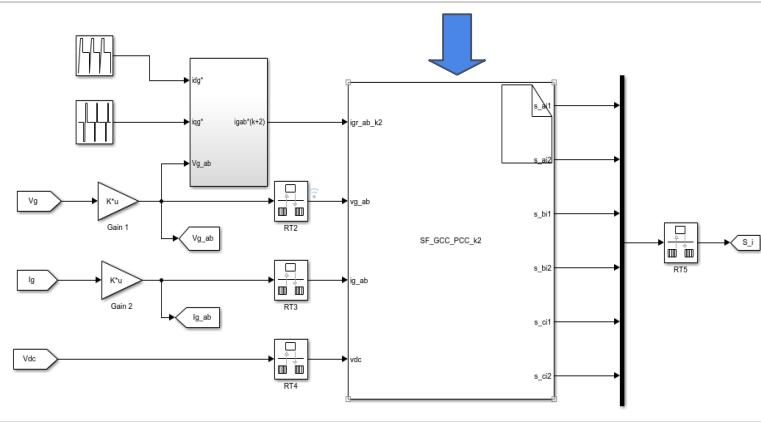 idg*
iqg*
igab*(k+2)
Vg_ab
igr_ab_k2
s_ai1
s_ai2
Vg
K*u
Gain 1
Vg_ab
RT2
vg_ab
SF_GCC_PCC_k2
s_bi1
s_bi2
RT5
S_i
Ig
K*u
Gain 2
Ig_ab
RT3
ig_ab
s_ci1
Vdc
RT4
vdc
s_ci2